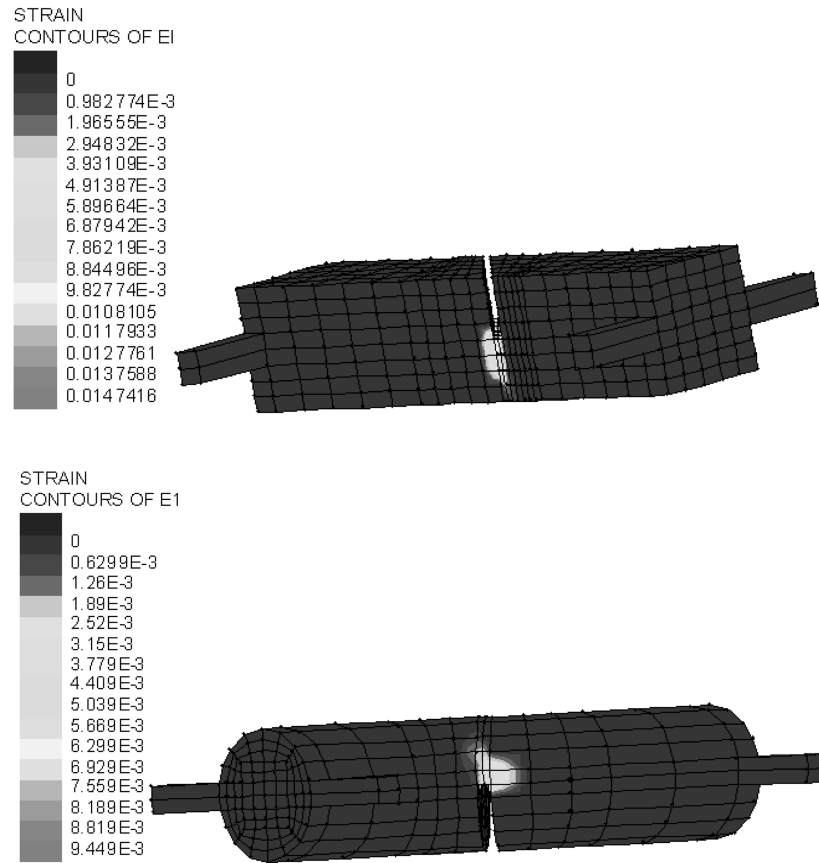 STRAIN
CONTOURS OF EI
0
0.982774E-3
1.96555E-3
2.94832E-3
3.93109E-3
4.91387E-3
5.89664E-3
6.87942E-3
7.86219E-3
8.84496E-3
9.82774E-3
0.0108105
0.0117933
0.0127761
0.0137588
0.0147416
STRAIN
CONTOURS OF E1
0
0.6299E-3
1.26E-3
1.89E-3
2.52E-3
3.15E-3
3.779E-3
4.409E-3
5.039E-3
5.669E-3
6.299E-3
6.929E-3
7.559E-3
8.189E-3
8.819E-3
9.449E-3